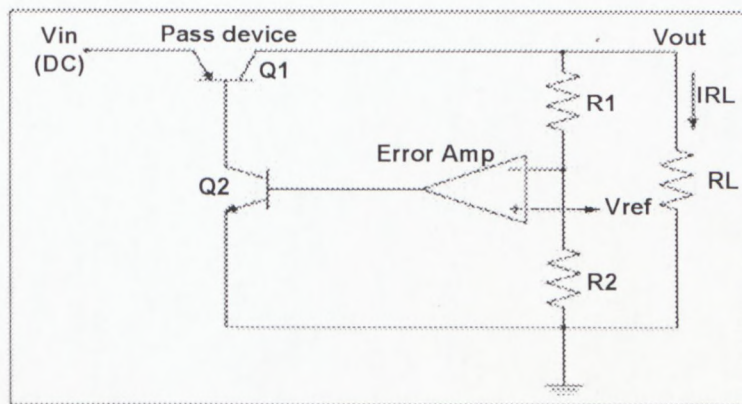 Vin
(DC)
Pass device
Q1
Vout
R1
IRL
Error Amp
RL
Q2
Vref
R2